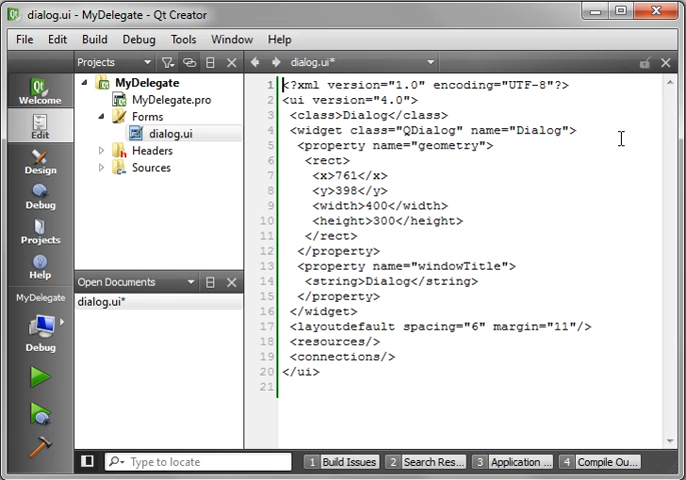 dialog.ui - MyDelegate - Qt Creator
File Edit Build Debug Tools Window Help
Projects dialog.ui*
Welcome
Edit
Design
Debug
Projects
Help
MyDelegate
Debug
MyDelegate
MyDelegate.pro
Forms
dialog.ui
Headers
Sources
Open Documents
dialog.ui*
1 <?xml version="1.0" encoding="UTF-8"?>
2 <ui version="4.0">
3 <class>Dialog</class>
4 <widget class="QDialog" name="Dialog">
5 <property name="geometry">
6 <rect>
7 <x>761</x>
8 <y>398</y>
9 <width>400</width>
10 <height>300</height>
11 </rect>
12 </property>
13 <property name="windowTitle">
14 <string>Dialog</string>
15 </property>
16 </widget>
17 <layoutdefault spacing="6" margin="11"/>
18 <resources/>
19 <connections/>
20 </ui>
21
Type to locate 1 Build Issues 2 Search Res... 3 Application ... 4 Compile Ou...